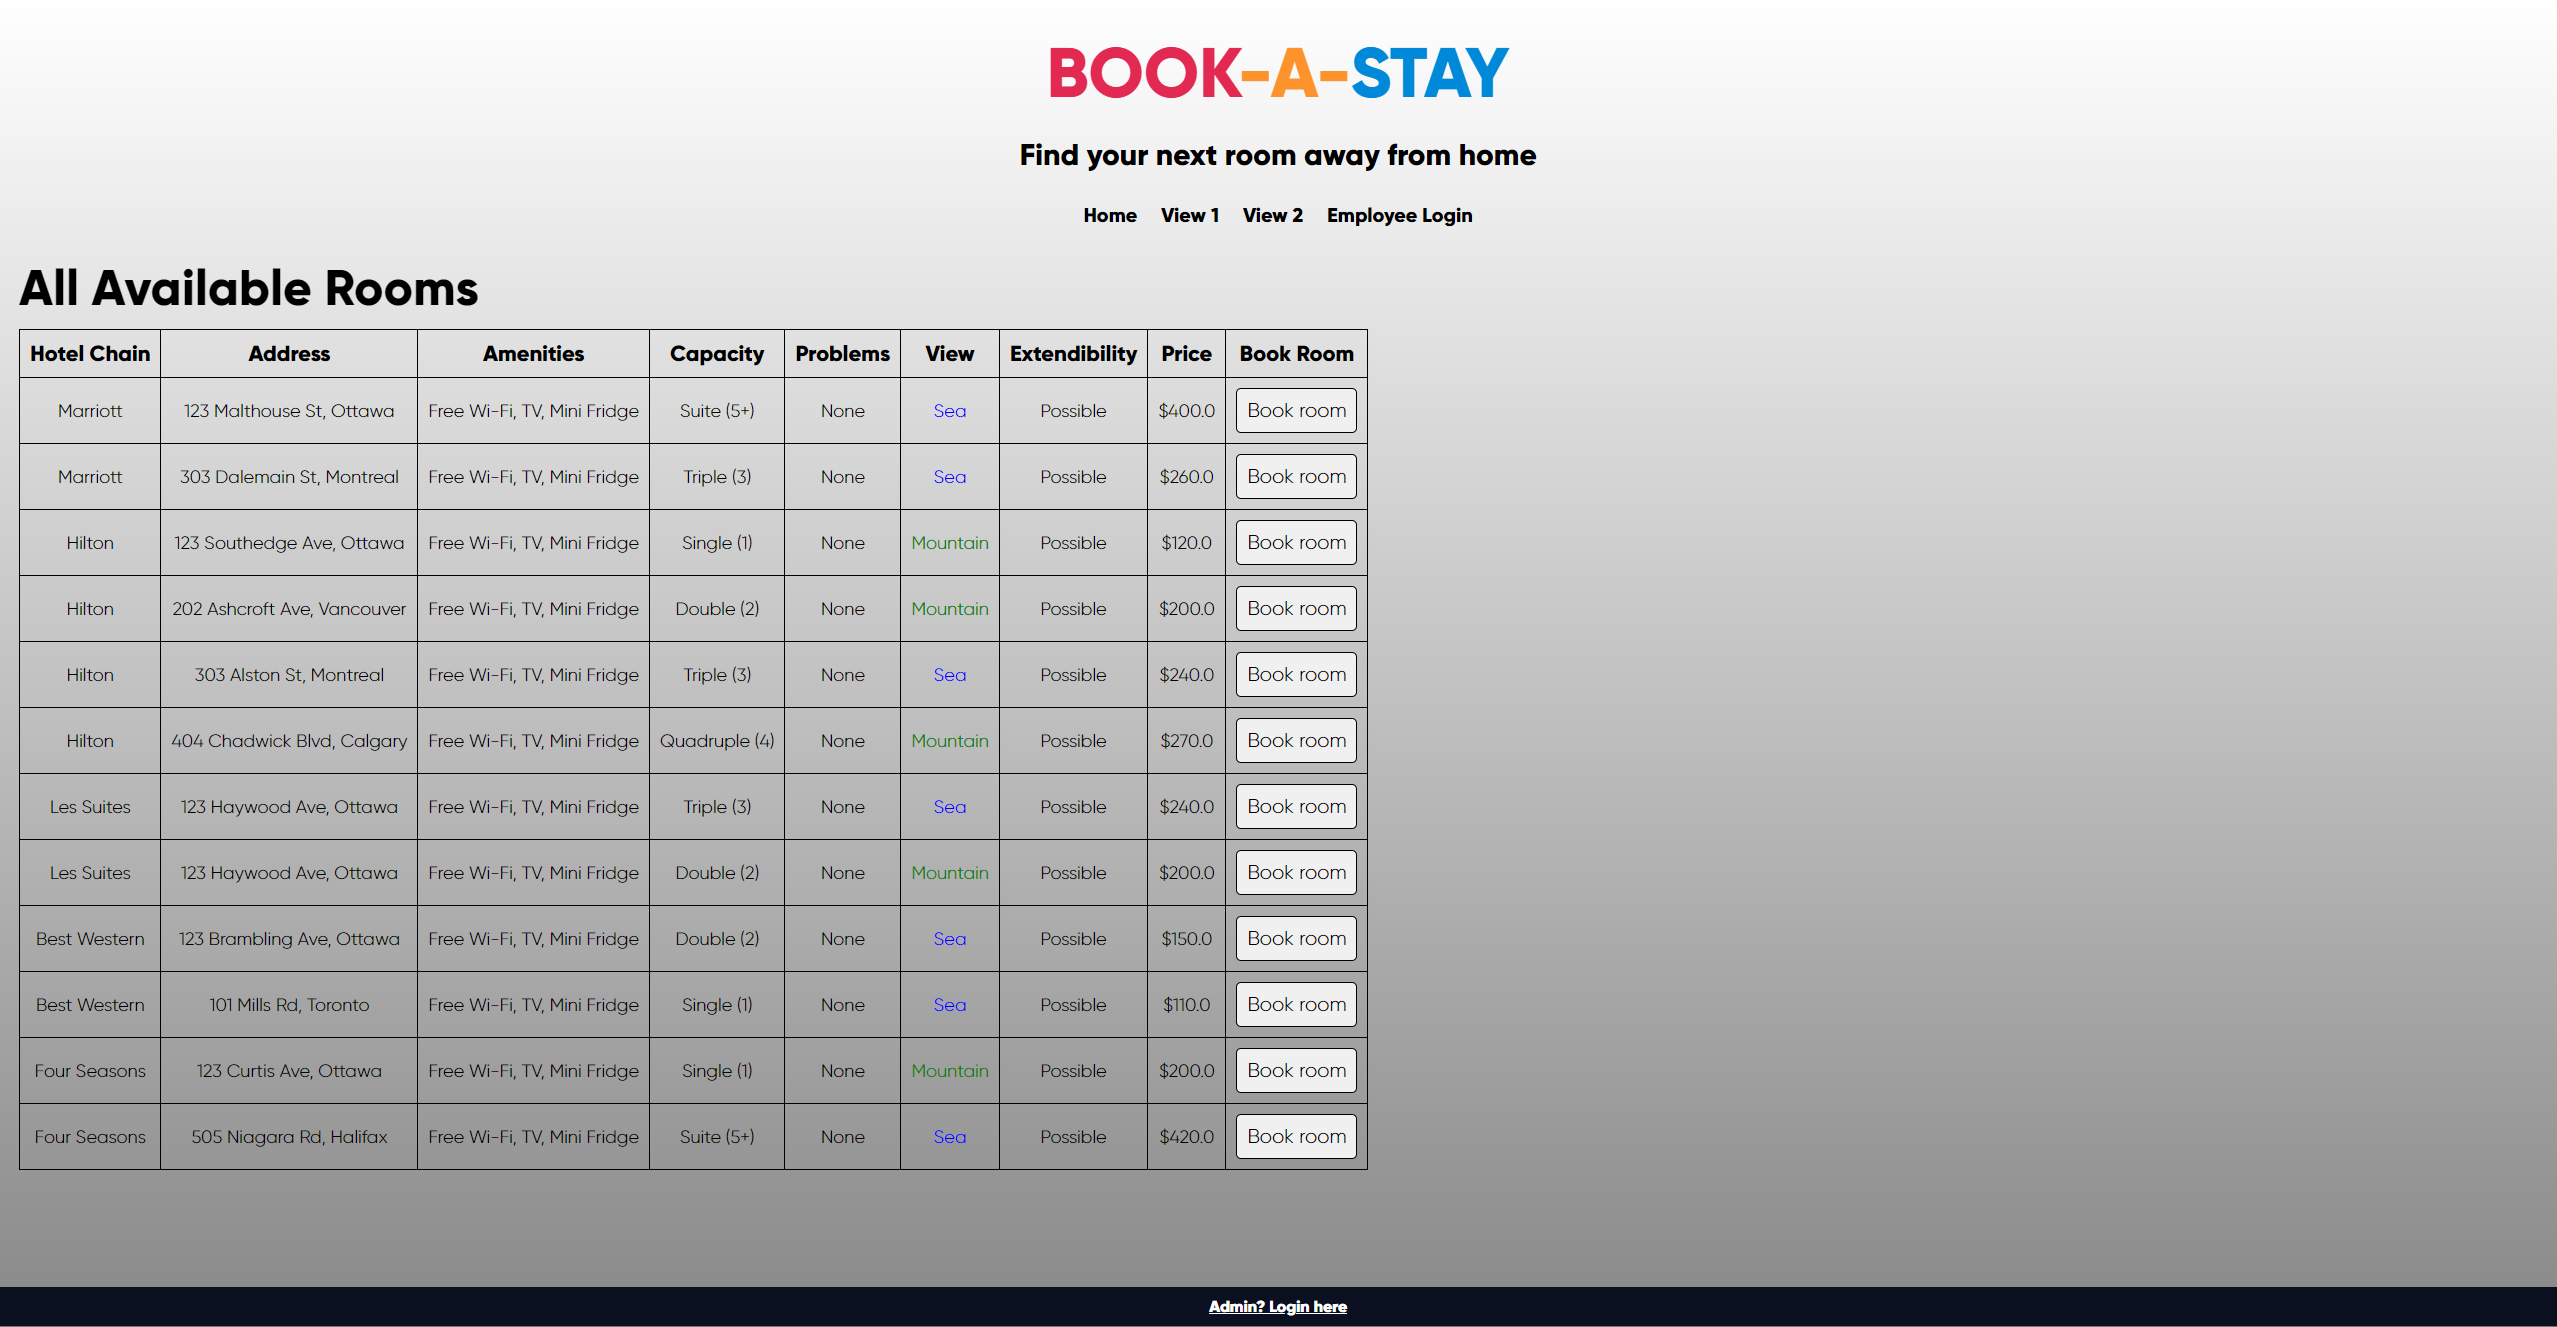 BOOK-A-STAY
Find your next room away from home
Home View 1 View 2 Employee Login
All Available Rooms
Hotel Chain Address Amenities Capacity Problems View Extendibility Price Book Room
Marriott 123 Malthouse St, Ottawa Free Wi-Fi, TV, Mini Fridge Suite (5+) None Sea Possible $400.0 Book room
Marriott 303 Dalemain St, Montreal Free Wi-Fi, TV, Mini Fridge Triple (3) None Sea Possible $260.0 Book room
Hilton 123 Southedge Ave, Ottawa Free Wi-Fi, TV, Mini Fridge Single (1) None Mountain Possible $120.0 Book room
Hilton 202 Ashcroft Ave, Vancouver Free Wi-Fi, TV, Mini Fridge Double (2) None Mountain Possible $200.0 Book room
Hilton 303 Alston St, Montreal Free Wi-Fi, TV, Mini Fridge Triple (3) None Sea Possible $240.0 Book room
Hilton 404 Chadwick Blvd, Calgary Free Wi-Fi, TV, Mini Fridge Quadruple (4) None Mountain Possible $270.0 Book room
Les Suites 123 Haywood Ave, Ottawa Free Wi-Fi, TV, Mini Fridge Triple (3) None Sea Possible $240.0 Book room
Les Suites 123 Haywood Ave, Ottawa Free Wi-Fi, TV, Mini Fridge Double (2) None Mountain Possible $200.0 Book room
Best Western 123 Brambling Ave, Ottawa Free Wi-Fi, TV, Mini Fridge Double (2) None Sea Possible $150.0 Book room
Best Western 101 Mills Rd, Toronto Free Wi-Fi, TV, Mini Fridge Single (1) None Sea Possible $110.0 Book room
Four Seasons 123 Curtis Ave, Ottawa Free Wi-Fi, TV, Mini Fridge Single (1) None Mountain Possible $200.0 Book room
Four Seasons 505 Niagara Rd, Halifax Free Wi-Fi, TV, Mini Fridge Suite (5+) None Sea Possible $420.0 Book room
Admin? Login here